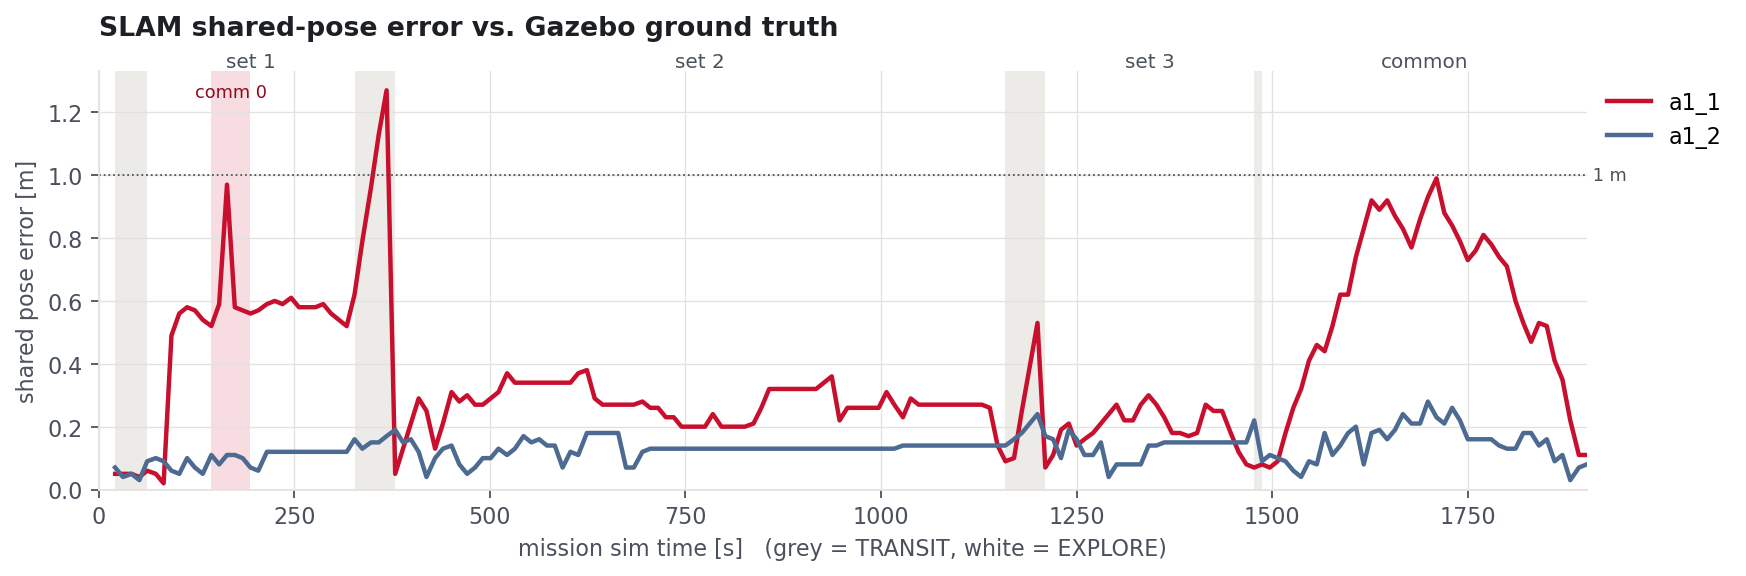 SLAM shared-pose error vs. Gazebo ground truth
set 1
set 2
set 3
common
comm 0
a1_1
a1_2
1 m
shared pose error [m]
1.2
1.0
0.8
0.6
0.4
0.2
0.0
0
250
500
750
1000
1250
1500
1750
mission sim time [s]   (grey = TRANSIT, white = EXPLORE)